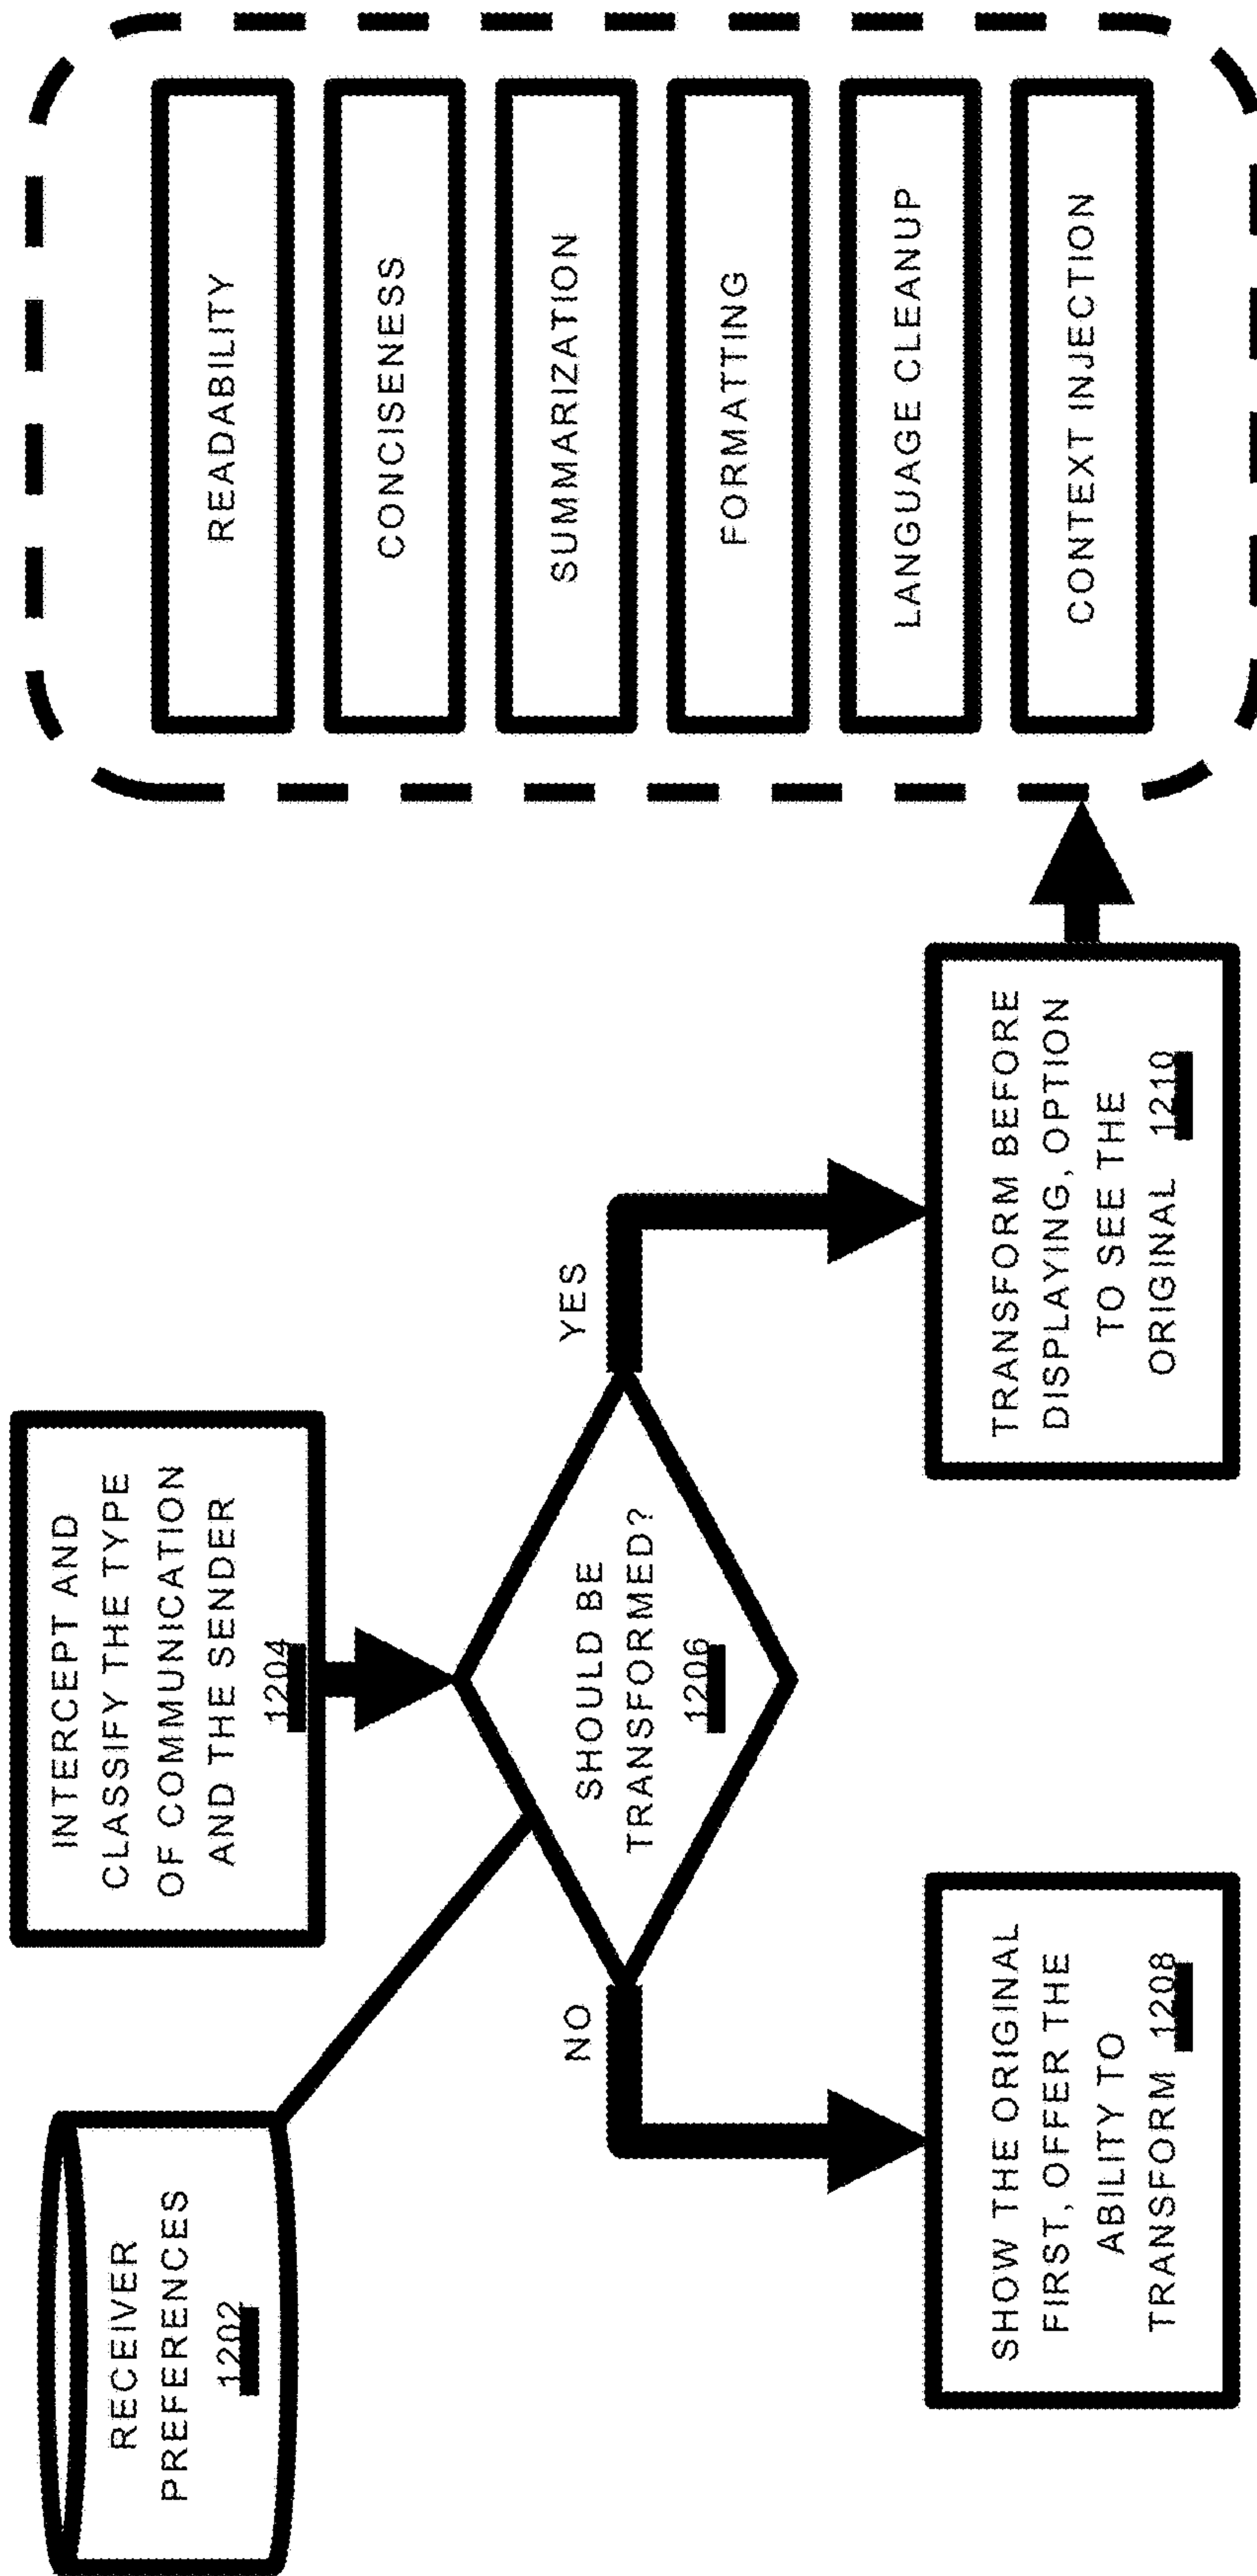 RECEIVER
PREFERENCES
1202
INTERCEPT AND
CLASSIFY THE TYPE
OF COMMUNICATION
AND THE SENDER
1204
SHOULD BE
TRANSFORMED?
1206
NO
YES
SHOW THE ORIGINAL
FIRST, OFFER THE
ABILITY TO
TRANSFORM 1208
TRANSFORM BEFORE
DISPLAYING, OPTION
TO SEE THE
ORIGINAL 1210
READABILITY
CONCISENESS
SUMMARIZATION
FORMATTING
LANGUAGE CLEANUP
CONTEXT INJECTION